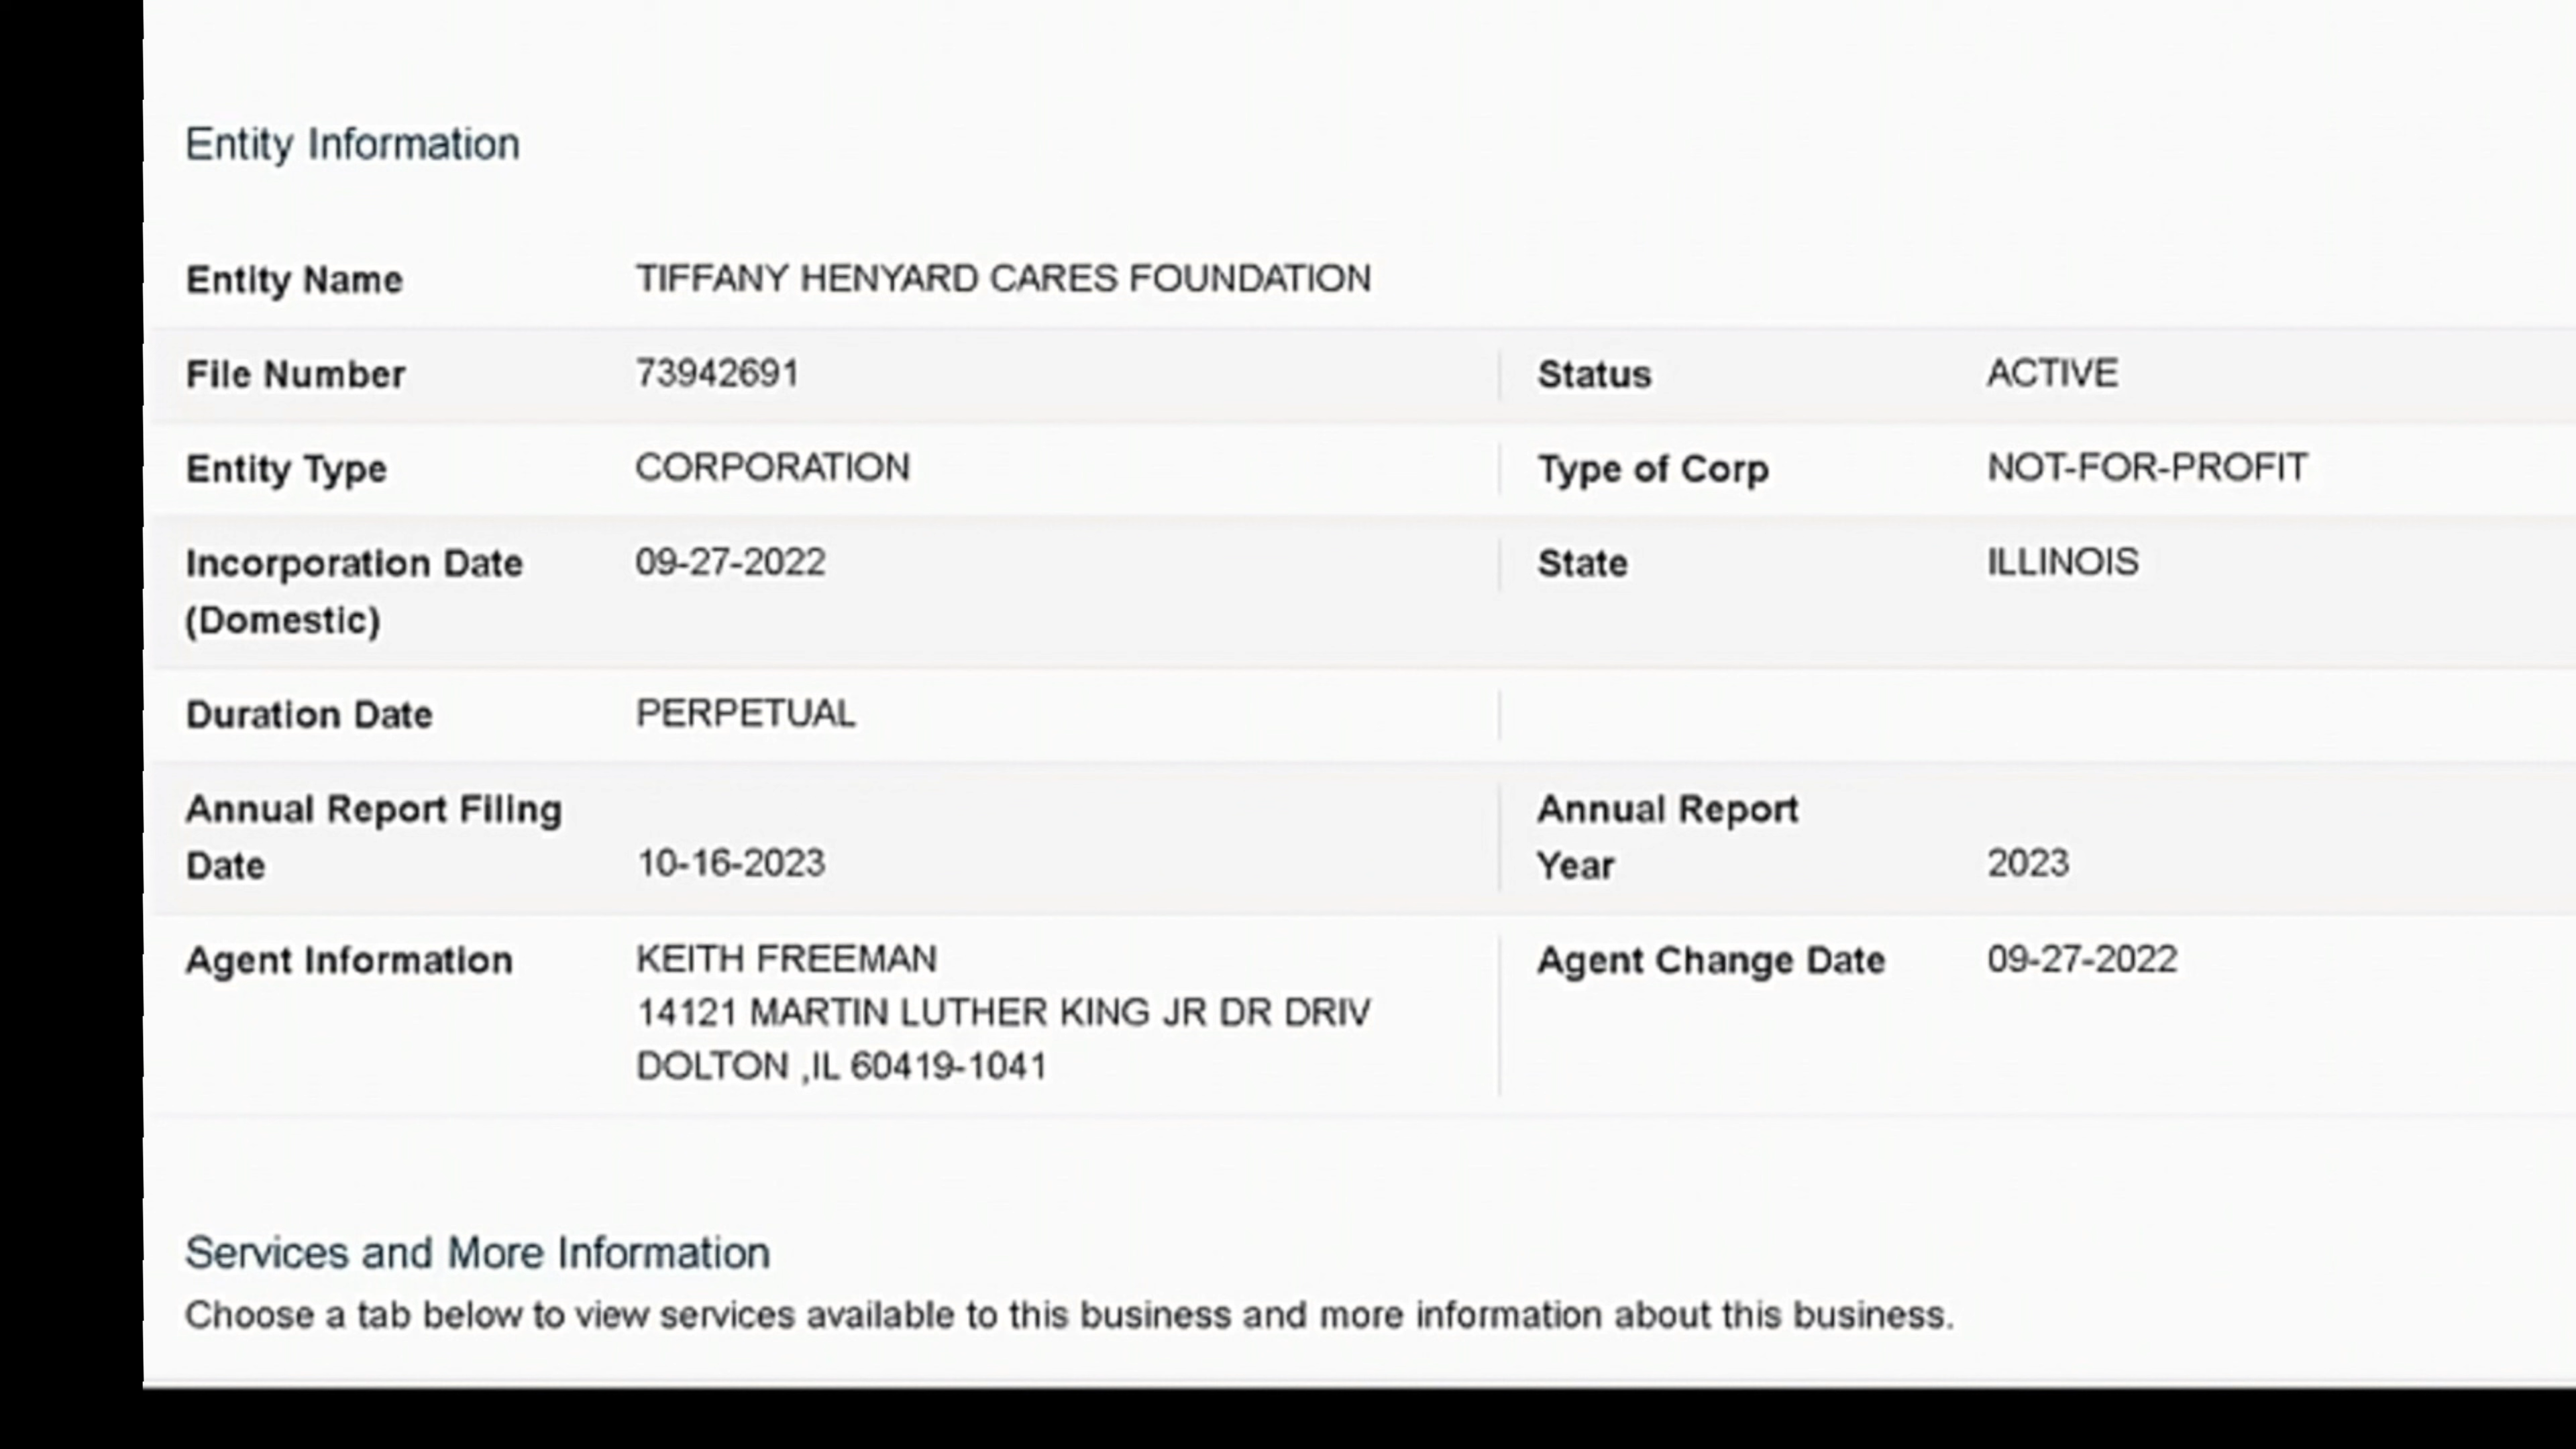 Entity Information
Entity Name TIFFANY HENYARD CARES FOUNDATION
File Number 73942691 Status ACTIVE
Entity Type CORPORATION Type of Corp NOT-FOR-PROFIT
Incorporation Date (Domestic) 09-27-2022 State ILLINOIS
Duration Date PERPETUAL
Annual Report Filing Date 10-16-2023 Annual Report Year 2023
Agent Information KEITH FREEMAN Agent Change Date 09-27-2022
14121 MARTIN LUTHER KING JR DR DRIV
DOLTON ,IL 60419-1041
Services and More Information
Choose a tab below to view services available to this business and more information about this business.